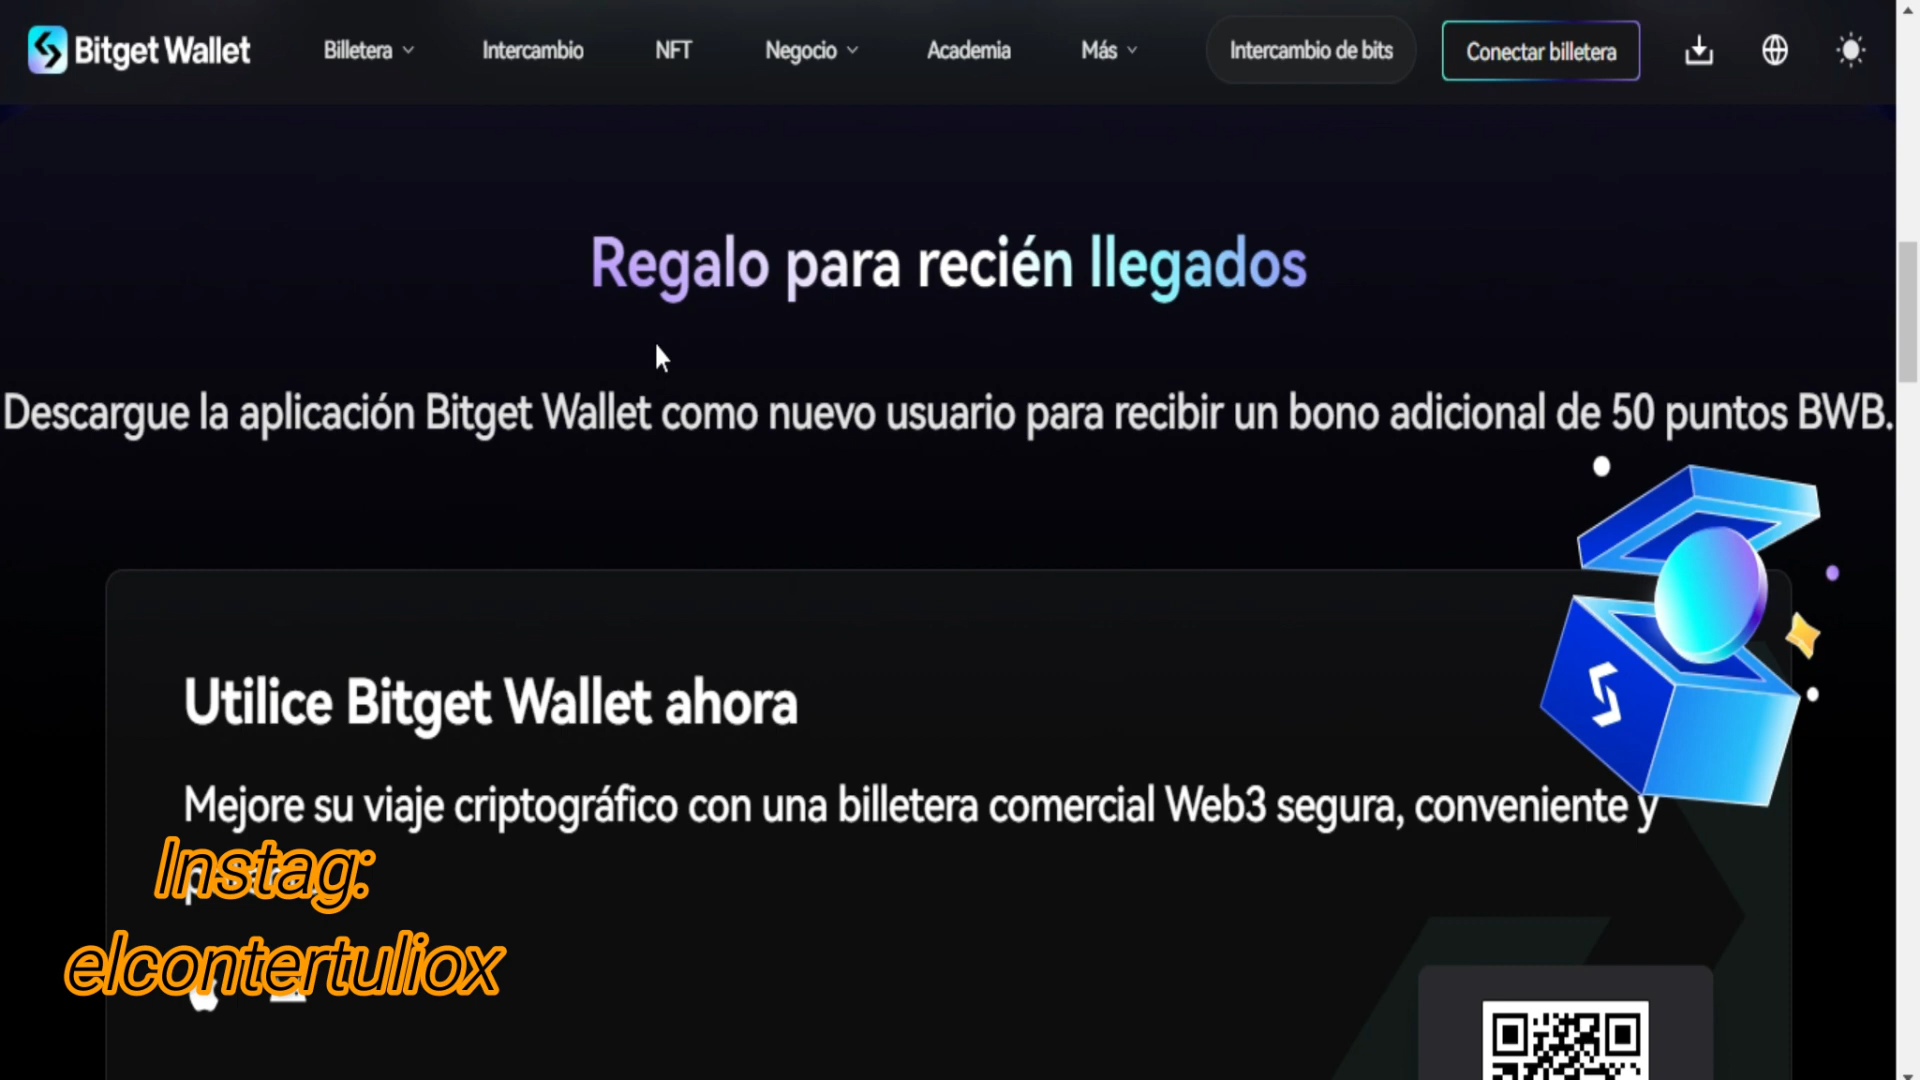 Bitget Wallet
Billetera
Intercambio
NFT
Negocio
Academia
Más
Intercambio de bits
Conectar billetera
Regalo para recién llegados
Descargue la aplicación Bitget Wallet como nuevo usuario para recibir un bono adicional de 50 puntos BWB.
Utilice Bitget Wallet ahora
Mejore su viaje criptográfico con una billetera comercial Web3 segura, conveniente y
Instag:
elcontertuliox